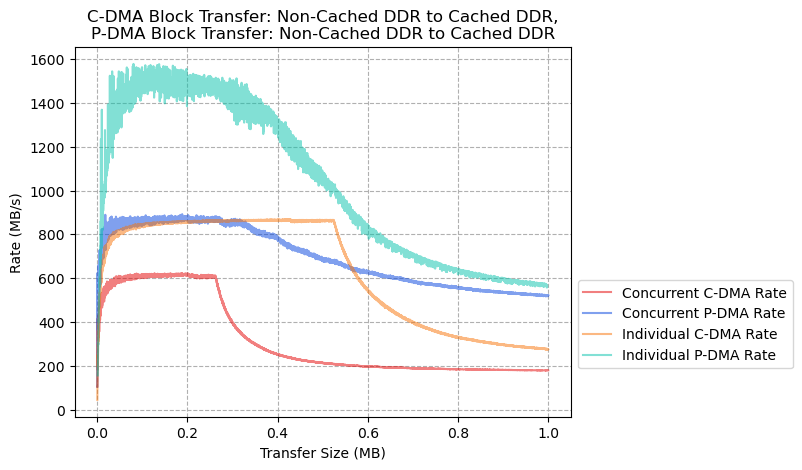 C-DMA Block Transfer: Non-Cached DDR to Cached DDR,
P-DMA Block Transfer: Non-Cached DDR to Cached DDR
Rate (MB/s)
1600
1400
1200
1000
800
600
400
200
0
0.0 0.2 0.4 0.6 0.8 1.0
Transfer Size (MB)
Concurrent C-DMA Rate
Concurrent P-DMA Rate
Individual C-DMA Rate
Individual P-DMA Rate